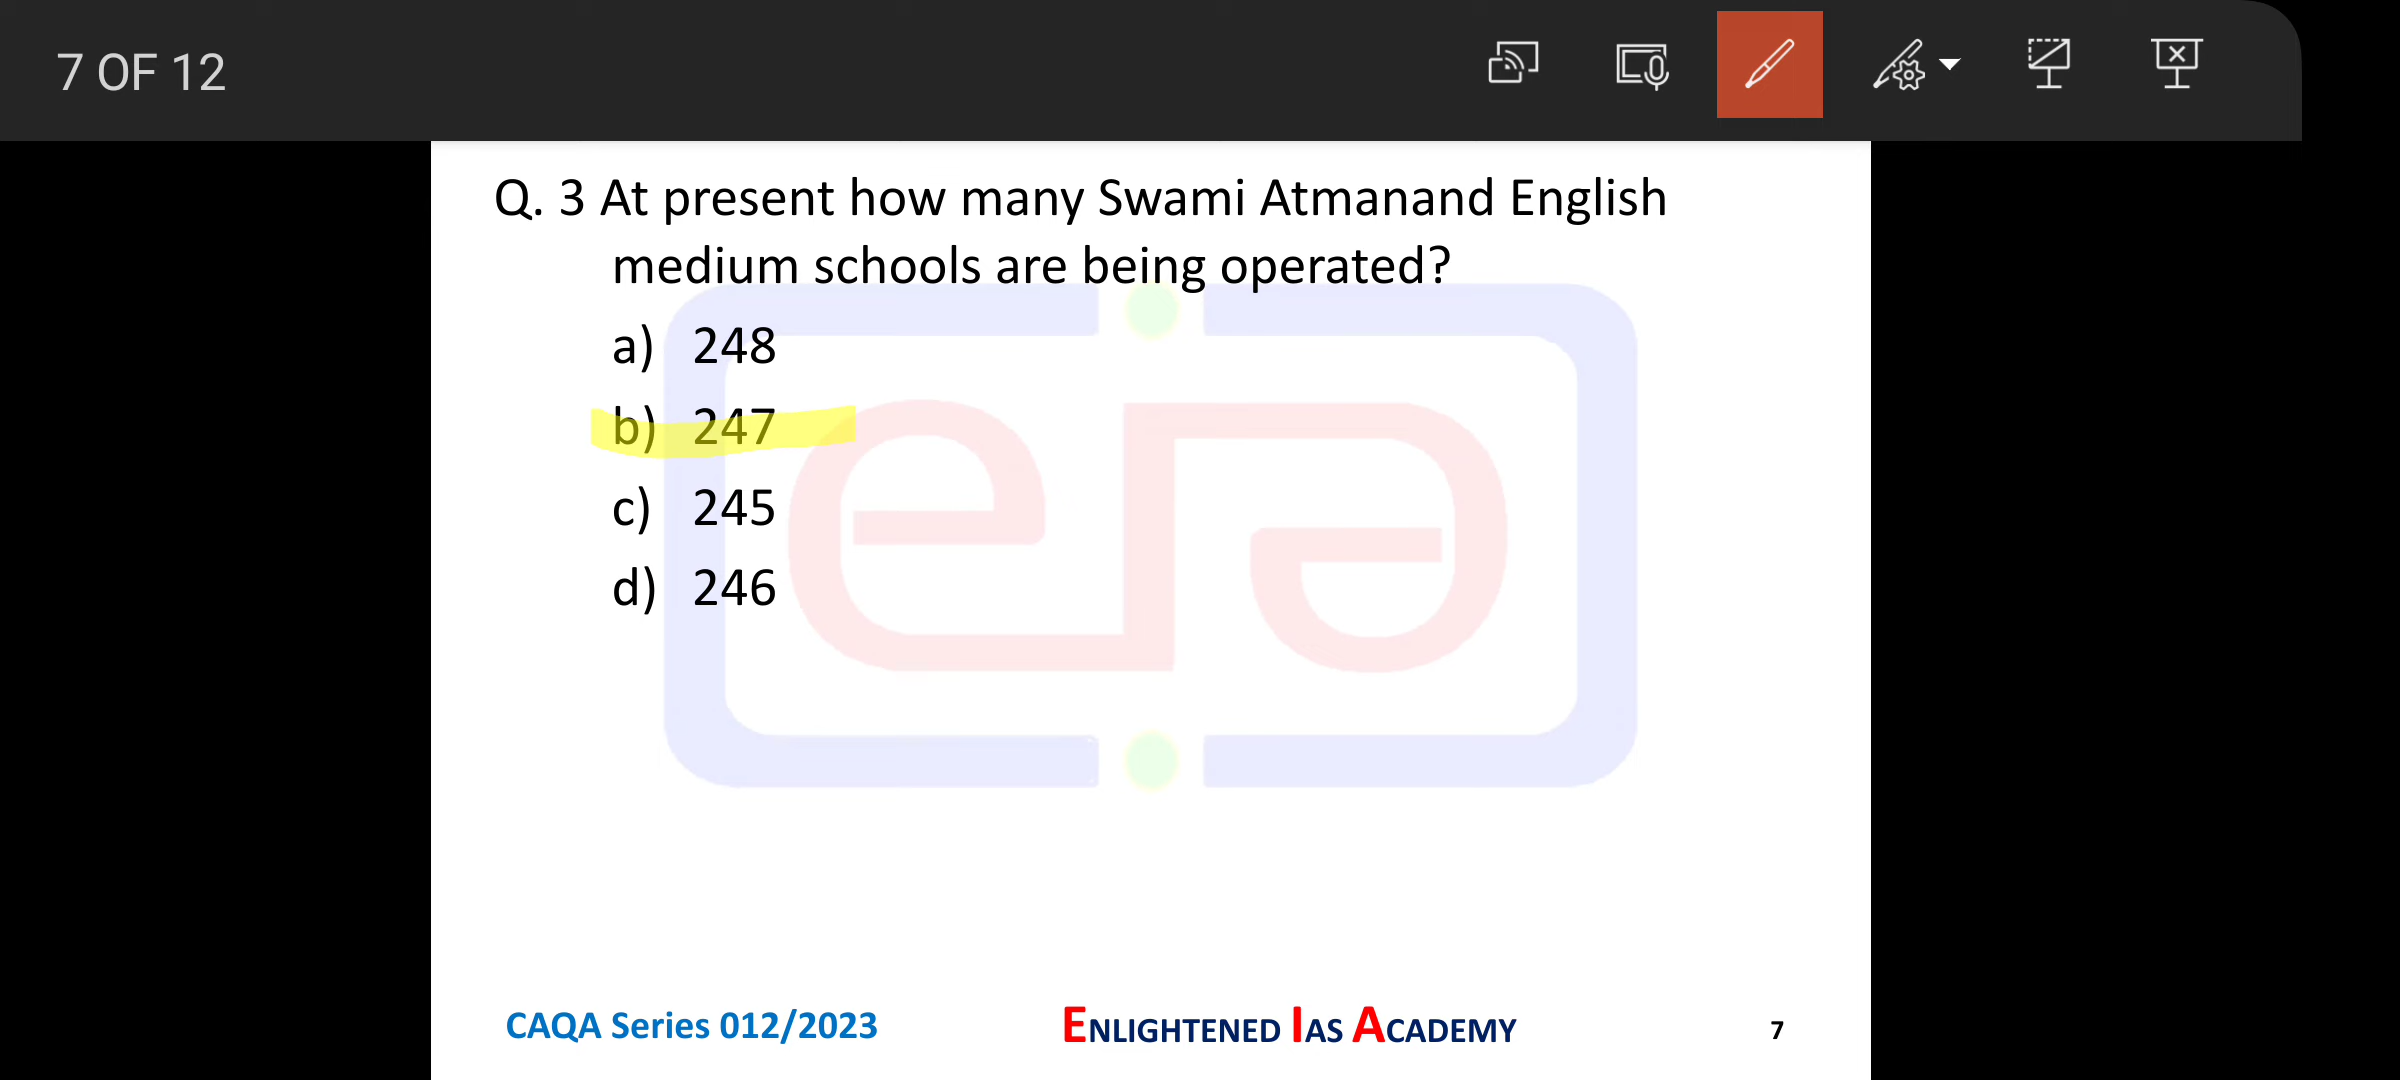 7 OF 12
Q. 3 At present how many Swami Atmanand English
medium schools are being operated?
a) 248
b) 247
c) 245
d) 246
era
CAQA Series 012/2023
ENLIGHTENED IAS ACADEMY
7